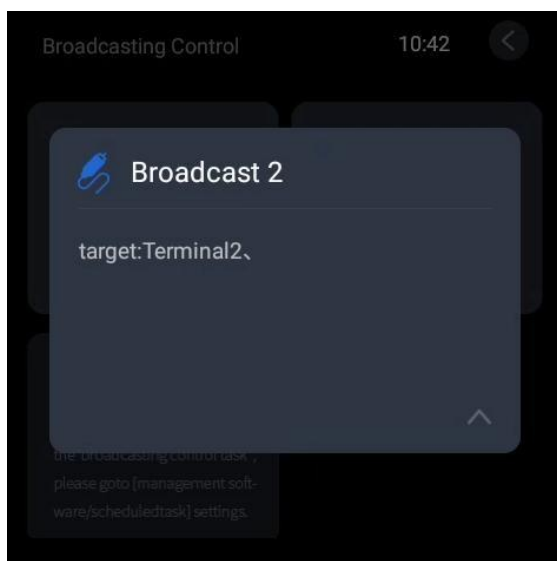 Broadcasting Control
10:42
Broadcast 2
target:Terminal2、
the "broadcasting control task",
please goto [management soft-
ware/scheduledtask] settings.